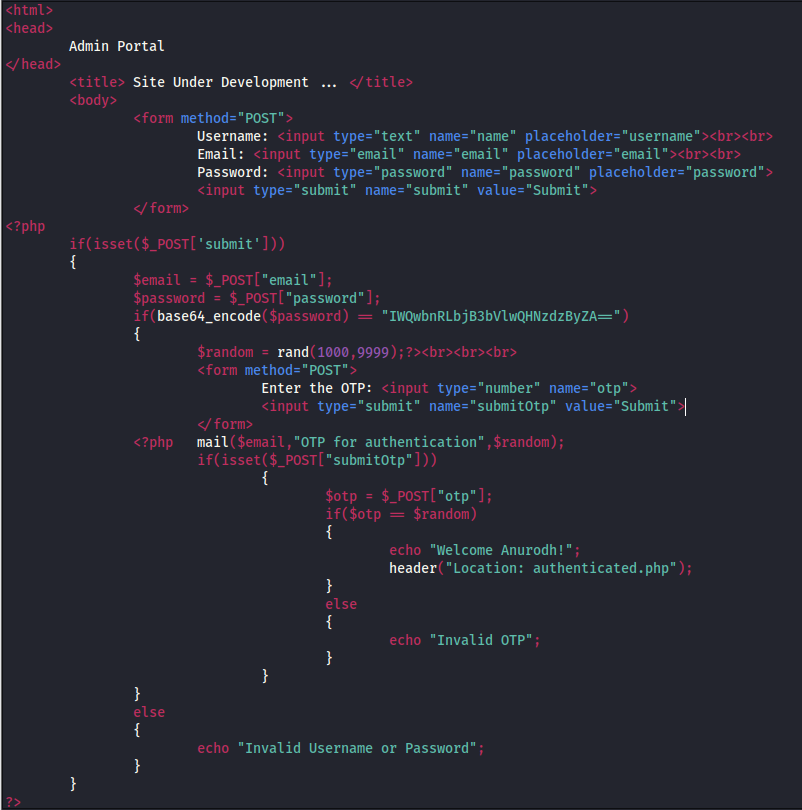 <html>
<head>
        Admin Portal
</head>
        <title> Site Under Development ... </title>
        <body>
                <form method="POST">
                        Username: <input type="text" name="name" placeholder="username"><br><br>
                        Email: <input type="email" name="email" placeholder="email"><br><br>
                        Password: <input type="password" name="password" placeholder="password">
                        <input type="submit" name="submit" value="Submit">
                </form>
<?php
        if(isset($_POST['submit']))
        {
                $email = $_POST["email"];
                $password = $_POST["password"];
                if(base64_encode($password) == "IWQwbnRLbjB3bVlwQHNzdzByZA==")
                {
                        $random = rand(1000,9999);?><br><br><br>
                        <form method="POST">
                                Enter the OTP: <input type="number" name="otp">
                                <input type="submit" name="submitOtp" value="Submit">
                        </form>
                <?php   mail($email,"OTP for authentication",$random);
                        if(isset($_POST["submitOtp"]))
                                {
                                        $otp = $_POST["otp"];
                                        if($otp == $random)
                                        {
                                                echo "Welcome Anurodh!";
                                                header("Location: authenticated.php");
                                        }
                                        else
                                        {
                                                echo "Invalid OTP";
                                        }
                                }
                }
                else
                {
                        echo "Invalid Username or Password";
                }
        }
?>